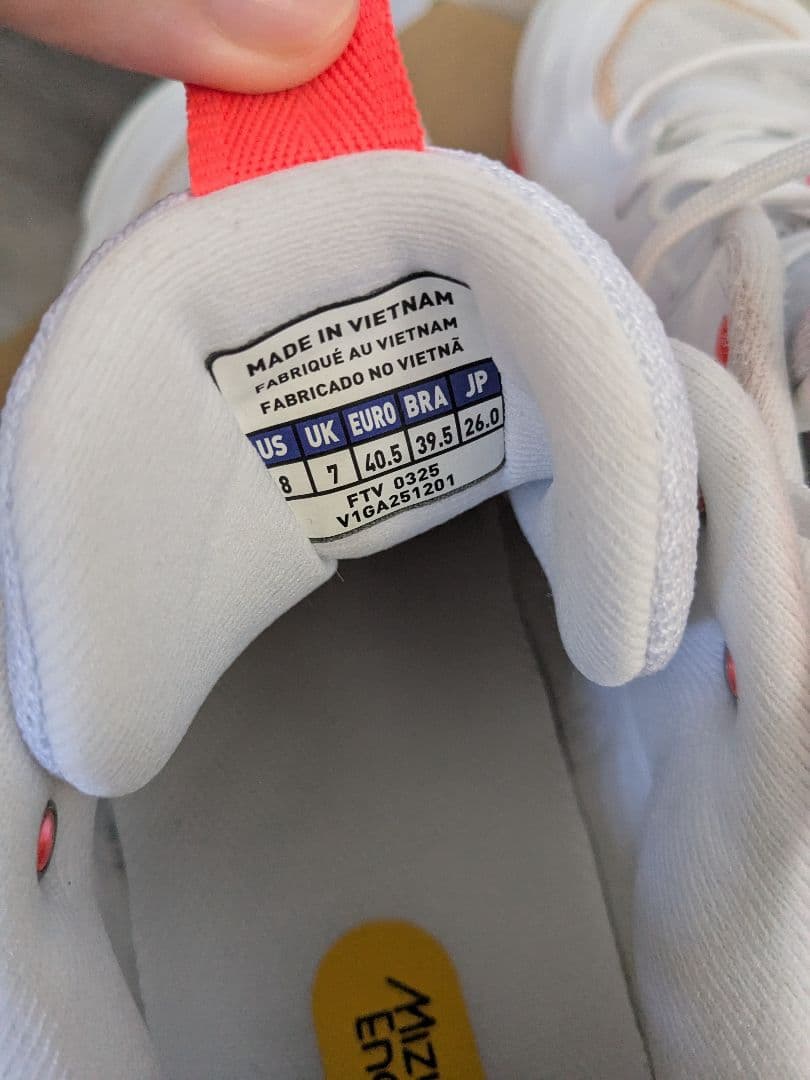 MADE IN VIETNAM
FABRIQUÉ AU VIETNAM
FABRICADO NO VIETNÃ
US UK EURO BRA JP
8 7 40.5 39.5 26.0
FTV 0325
V1GA251201